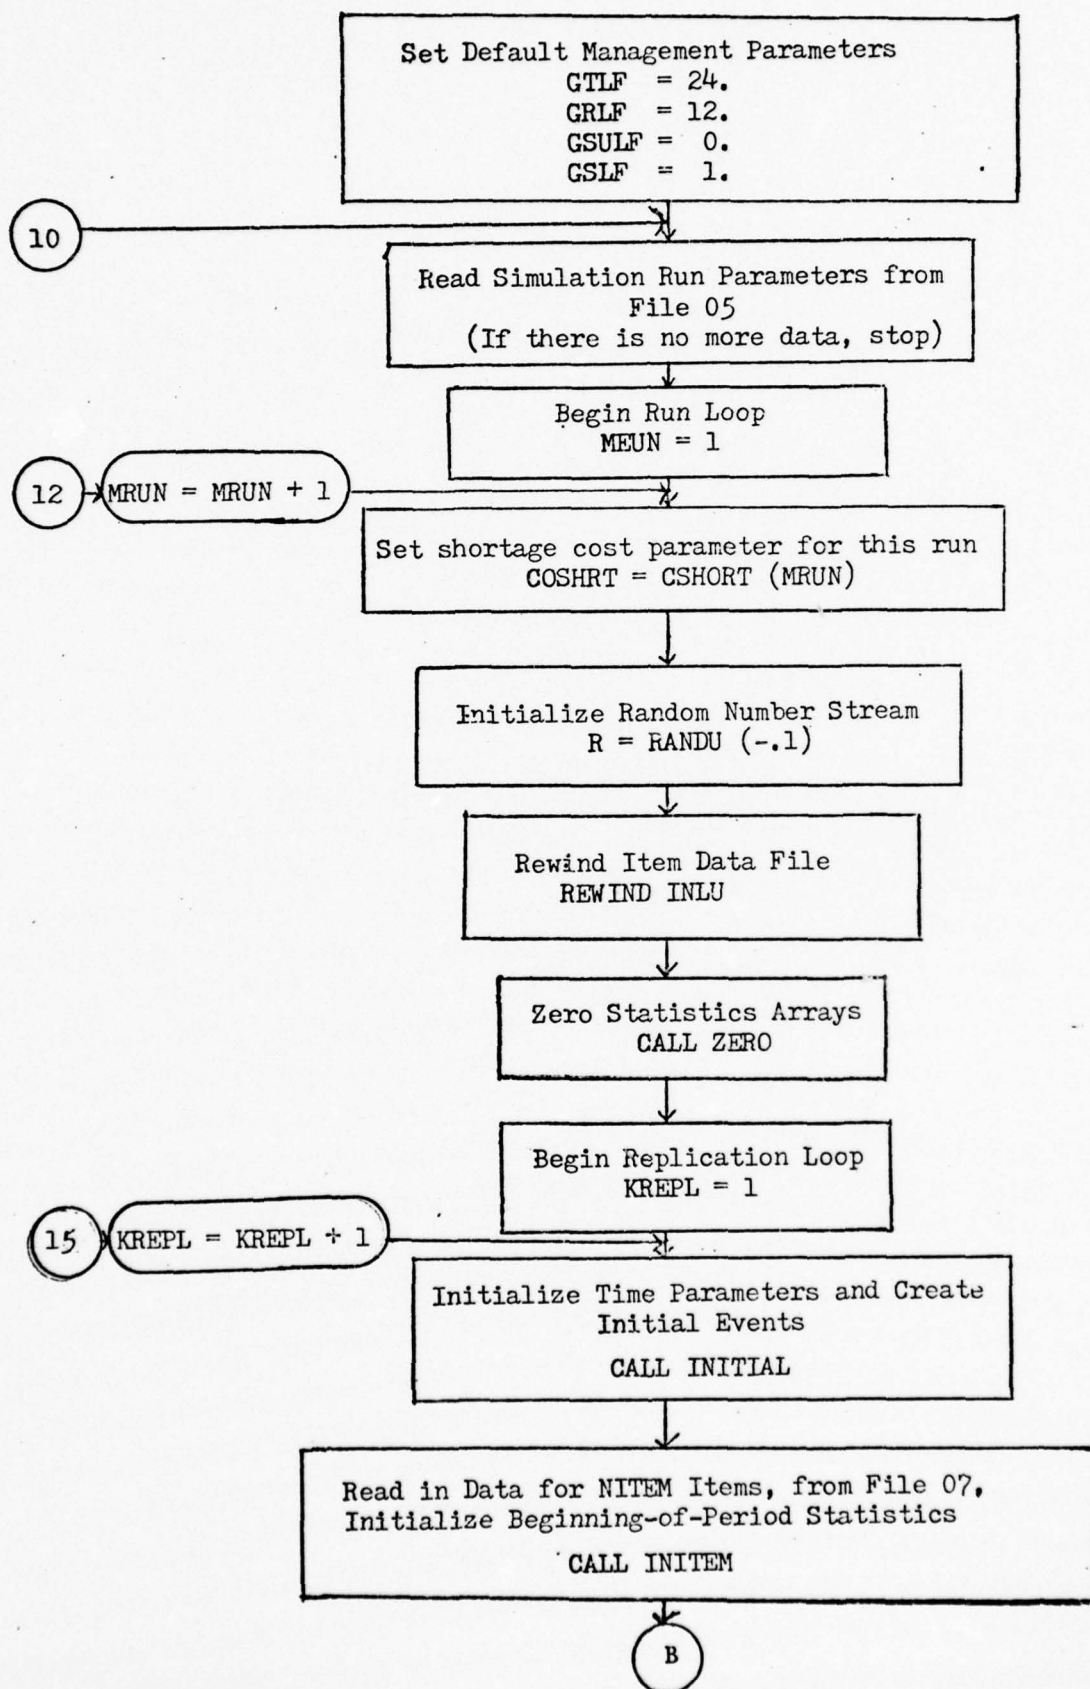 Set Default Management Parameters
GTLF = 24.
GRLF = 12.
GSULF = 0.
GSLF = 1.
10
Read Simulation Run Parameters from
File 05
(If there is no more data, stop)
Begin Run Loop
MEUN = 1
12
MRUN = MRUN + 1
Set shortage cost parameter for this run
COSHRT = CSHORT (MRUN)
Initialize Random Number Stream
R = RANDU (-.1)
Rewind Item Data File
REWIND INLU
Zero Statistics Arrays
CALL ZERO
Begin Replication Loop
KREPL = 1
15
KREPL = KREPL + 1
Initialize Time Parameters and Create
Initial Events
CALL INITIAL
Read in Data for NITEM Items, from File 07,
Initialize Beginning-of-Period Statistics
CALL INITEM
B